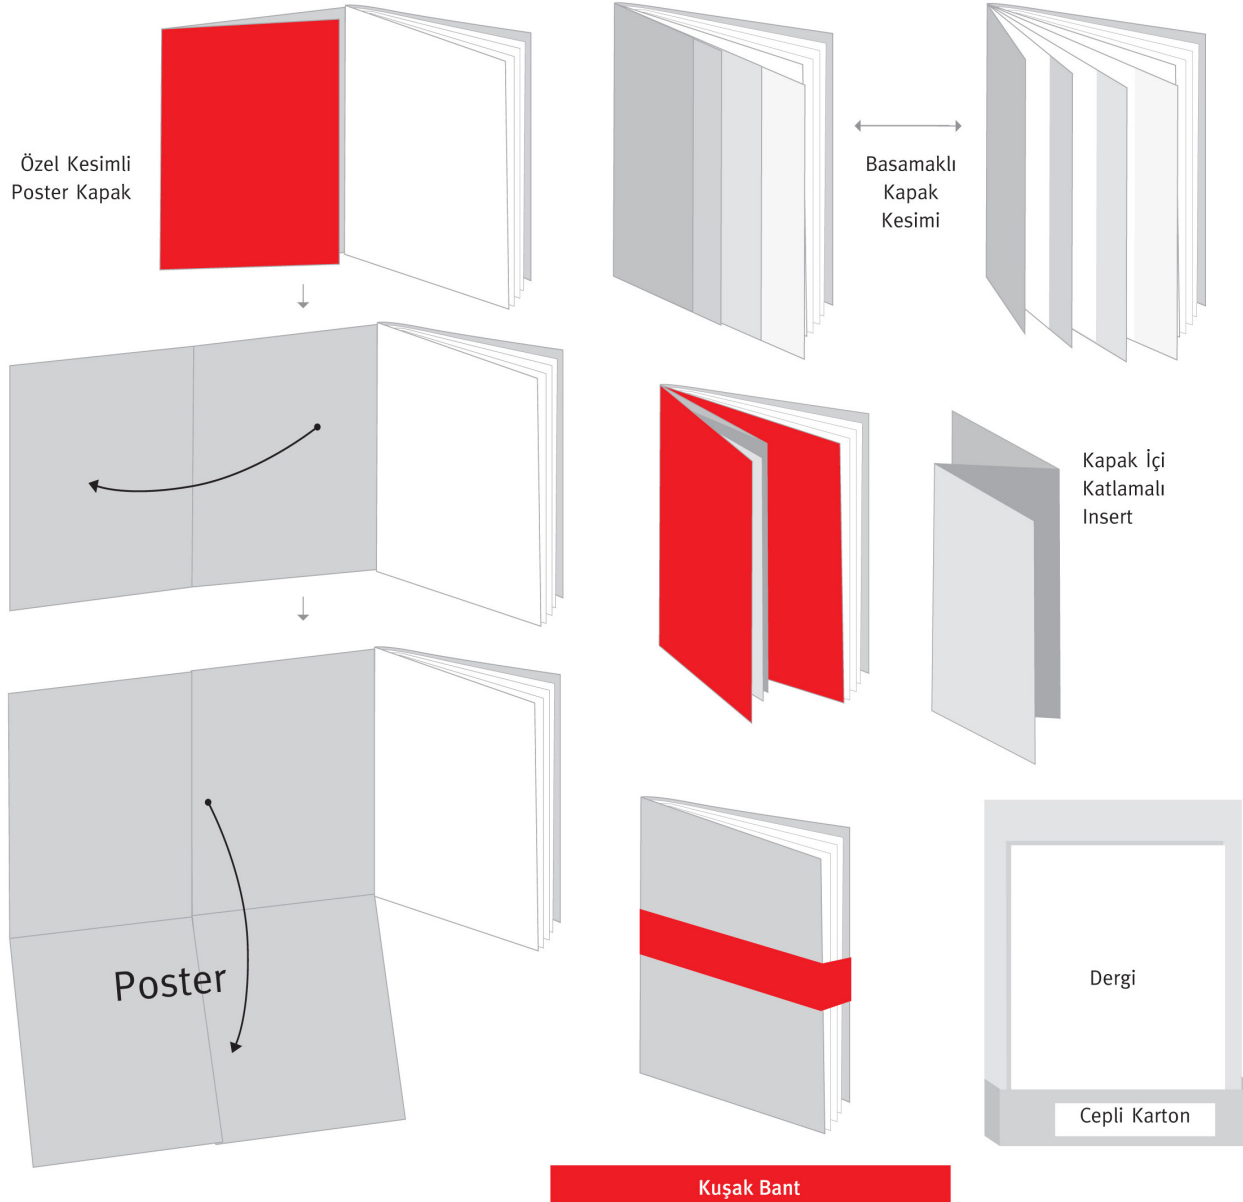 Özel Kesimli
Poster Kapak
Basamaklı
Kapak
Kesimi
Kapak İçi
Katlamalı
Insert
Poster
Dergi
Cepli Karton
Kuşak Bant